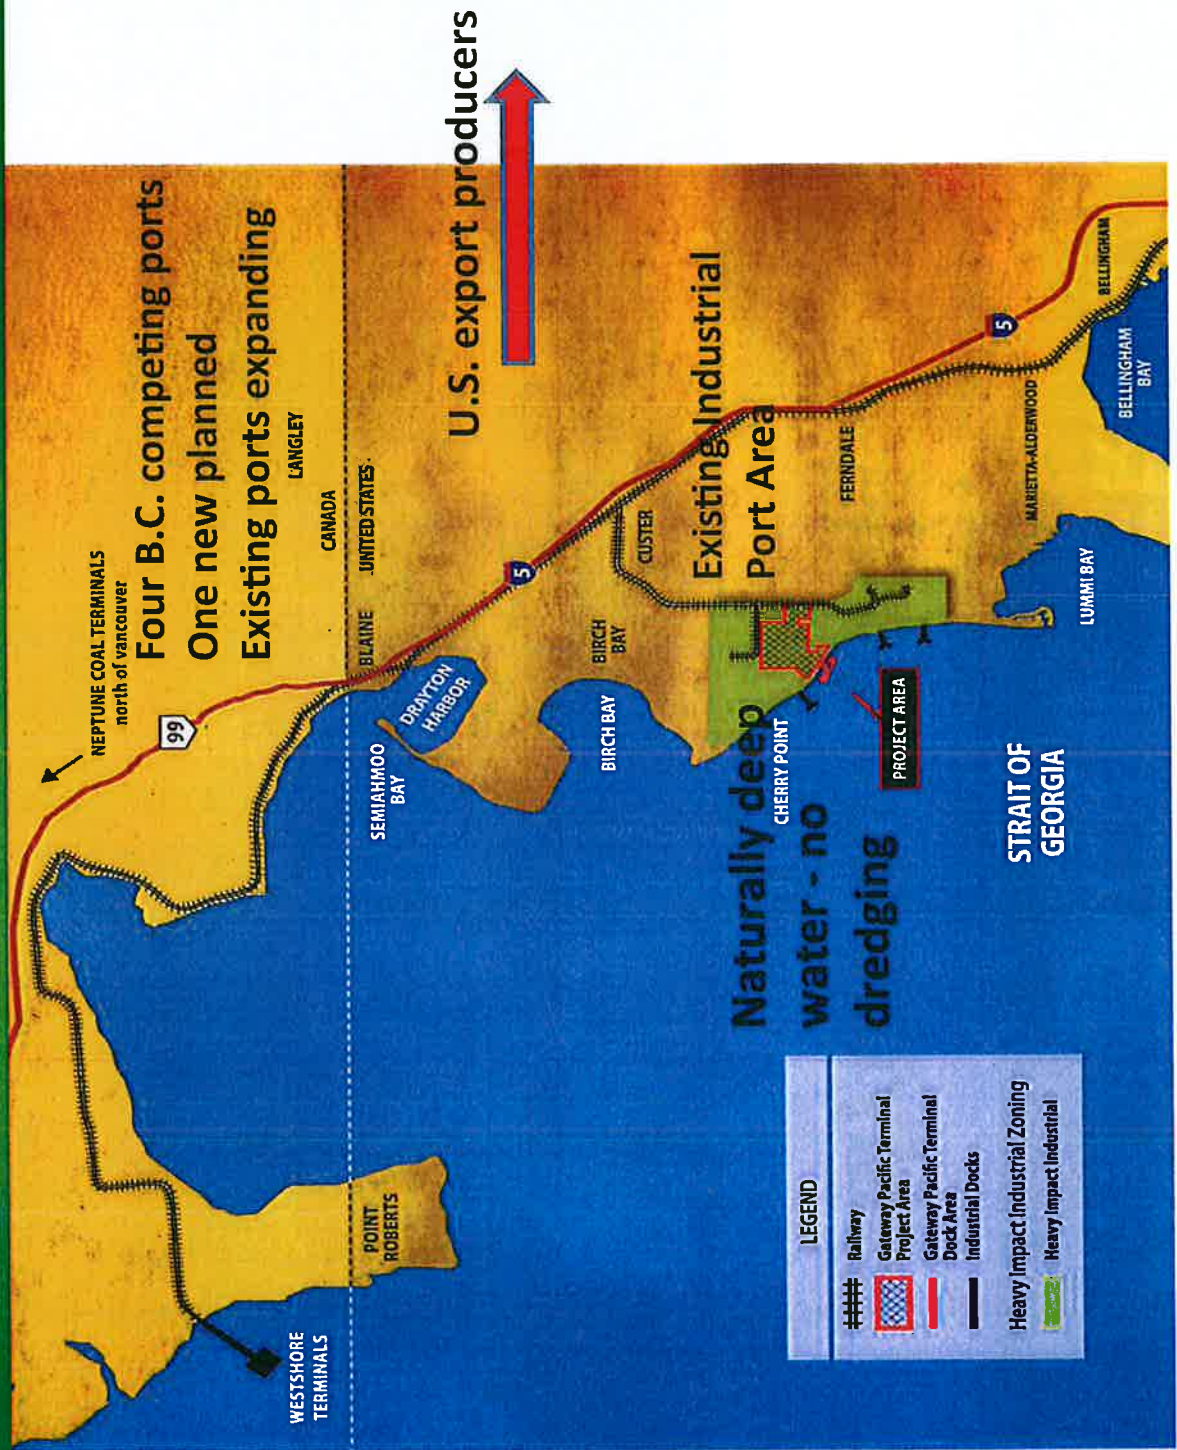 NEPTUNE COAL TERMINALS
north of vancouver
Four B.C. competing ports
One new planned
Existing ports expanding
99
LANGLEY
CANADA
UNITED STATES
BLAINE
WESTSHORE
TERMINALS
POINT
ROBERTS
SEMIAHMOO
BAY
DRAYTON
HARBOR
U.S. export producers
5
BIRCH BAY
BIRCH
BAY
CUSTER
Existing Industrial
Port Area
Naturally deep
water - no
dredging
CHERRY POINT
FERNDALE
PROJECT AREA
5
MARIETTA-ALDERWOOD
BELLINGHAM
BELLINGHAM
BAY
LUMMI BAY
STRAIT OF
GEORGIA
LEGEND
Railway
Gateway Pacific Terminal
Project Area
Gateway Pacific Terminal
Dock Area
Industrial Docks
Heavy Impact Industrial Zoning
Heavy Impact Industrial